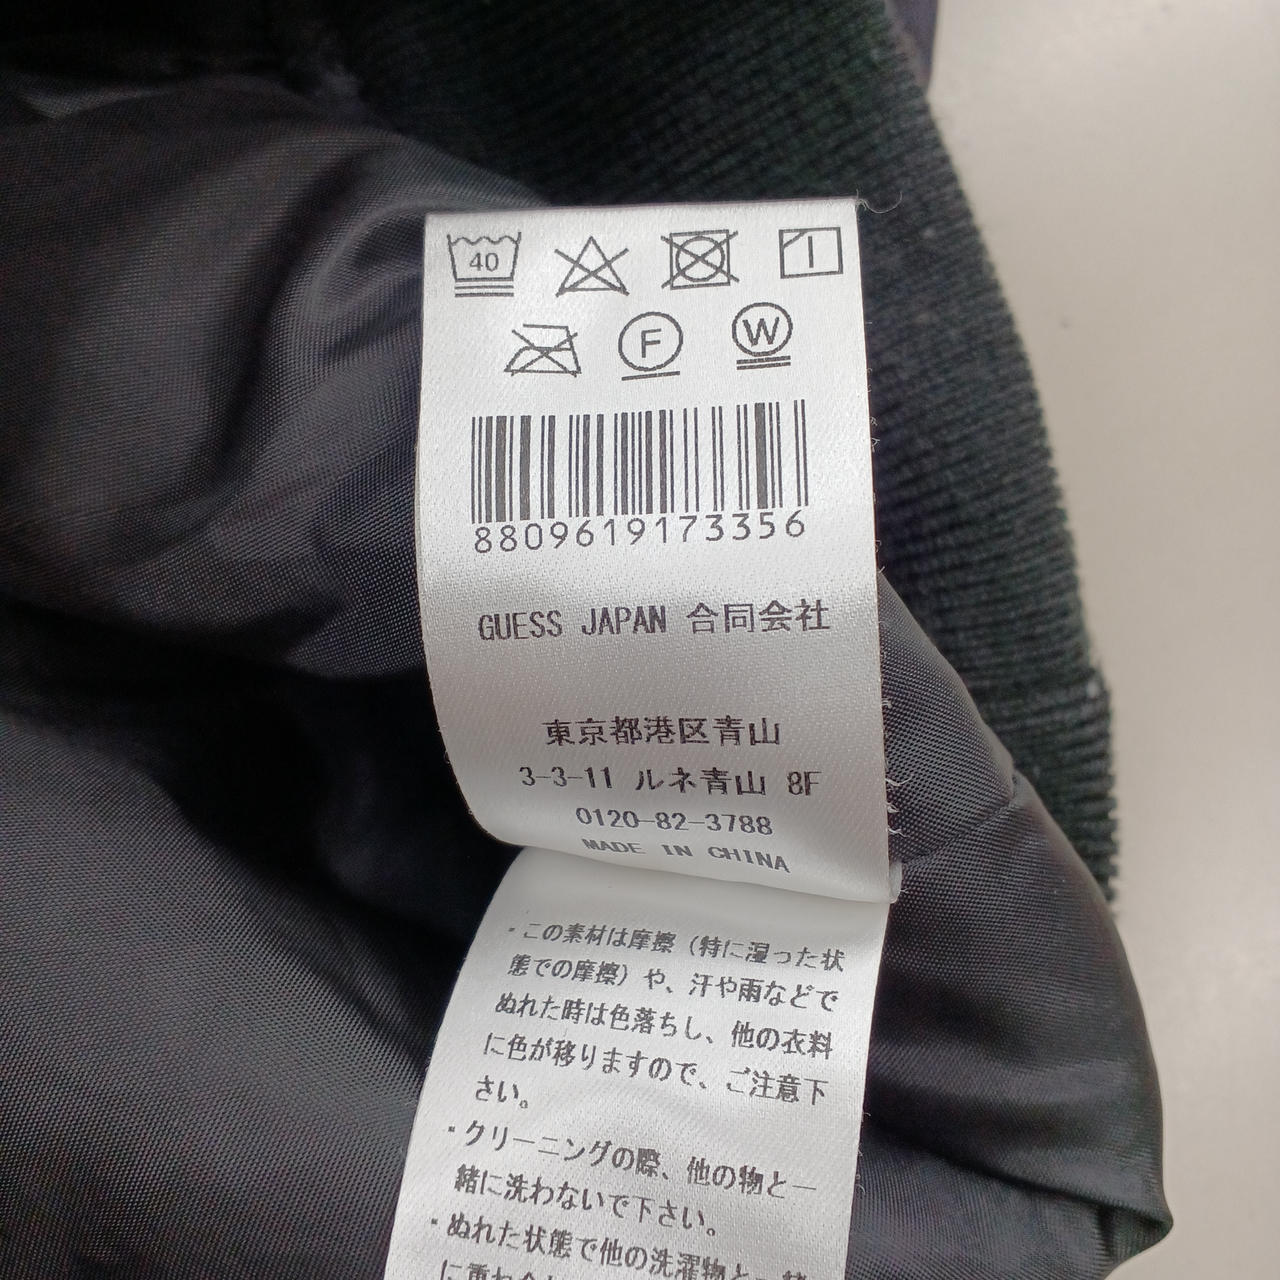 40
F
W
8809619173356
GUESS JAPAN 合同会社
東京都港区青山
3-3-11 ルネ青山 8F
0120-82-3788
MADE IN CHINA
・この素材は摩擦（特に湿った状
態での摩擦）や、汗や雨などで
ぬれた時は色落ちし、他の衣料
に色が移りますので、ご注意下
さい。
・クリーニングの際、他の物と一
緒に洗わないで下さい。
・ぬれた状態で他の洗濯物と一緒
に重ね合